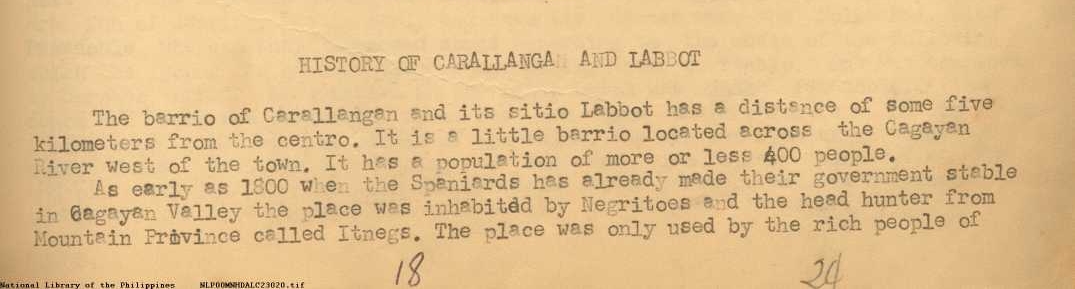 HISTORY OF CARALLANGAN AND LABBOT
The barrio of Carallangan and its sitio Labbot has a distance of some five
kilometers from the centro. It is a little barrio located across the Cagayan
River west of the town. It has a population of more or less 400 people.
As early as 1800 when the Spaniards has already made their government stable
in Cagayan Valley the place was inhabited by Negritoes and the head hunter from
Mountain Province called Itnegs. The place was only used by the rich people of
18 24
National Library of the Philippines NLPOOMNHDALC23020.tif